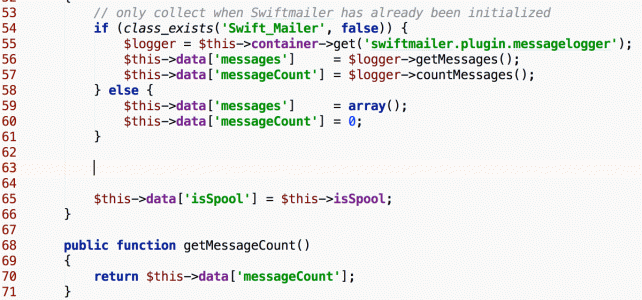 53 // only collect when Swiftmailer has already been initialized
54 if (class_exists('Swift_Mailer', false)) {
55 $logger = $this->container->get('swiftmailer.plugin.messagelogger');
56 $this->data['messages']     = $logger->getMessages();
57 $this->data['messageCount'] = $logger->countMessages();
58 } else {
59 $this->data['messages']     = array();
60 $this->data['messageCount'] = 0;
61 }
62
63
64
65 $this->data['isSpool'] = $this->isSpool;
66 }
67
68 public function getMessageCount()
69 {
70 return $this->data['messageCount'];
71 }